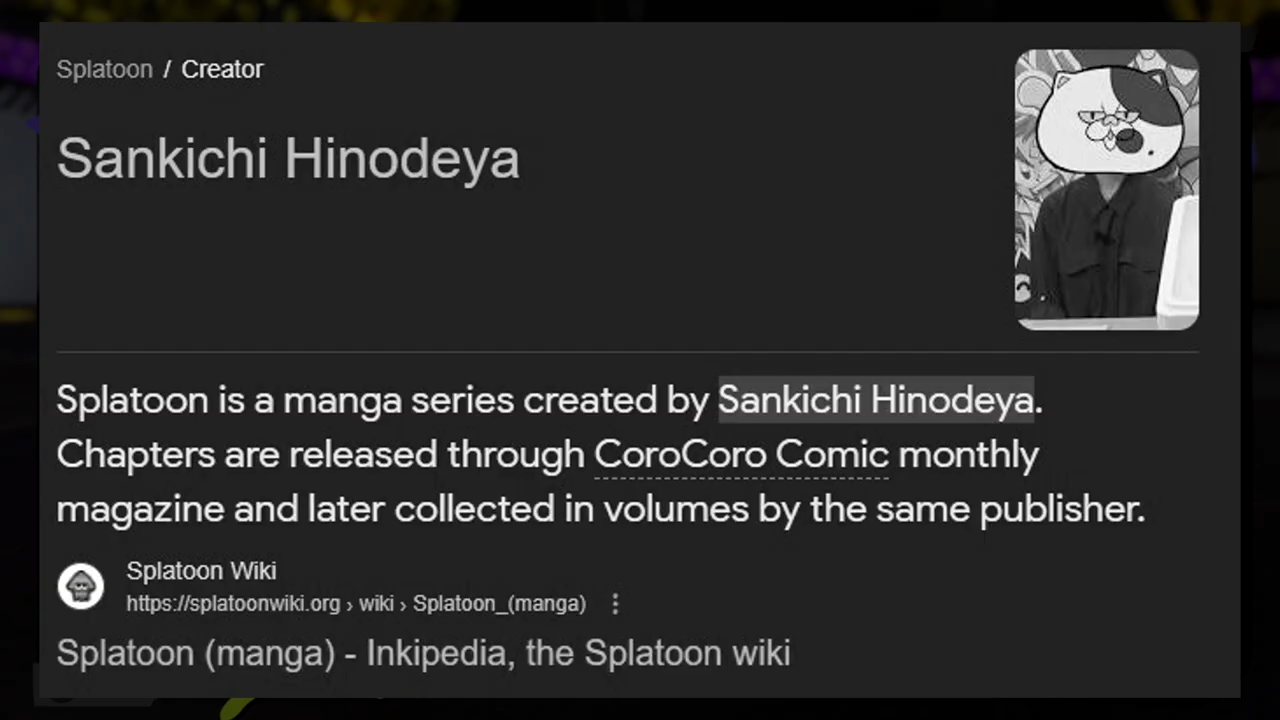 Splatoon / Creator
Sankichi Hinodeya
Splatoon is a manga series created by Sankichi Hinodeya.
Chapters are released through CoroCoro Comic monthly
magazine and later collected in volumes by the same publisher.
Splatoon Wiki
https://splatoonwiki.org › wiki › Splatoon_(manga)
Splatoon (manga) - Inkipedia, the Splatoon wiki